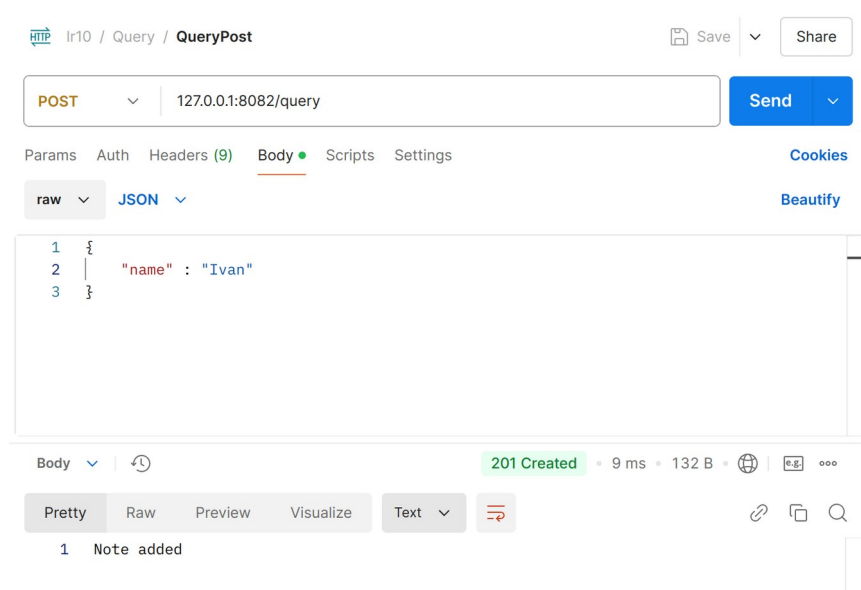 HTTP lr10 / Query / QueryPost Save Share
POST 127.0.0.1:8082/query Send
Params Auth Headers (9) Body Scripts Settings Cookies
raw JSON Beautify
1 {
2 "name" : "Ivan"
3 }
Body 201 Created 9 ms 132 B e.g.
Pretty Raw Preview Visualize Text
1 Note added